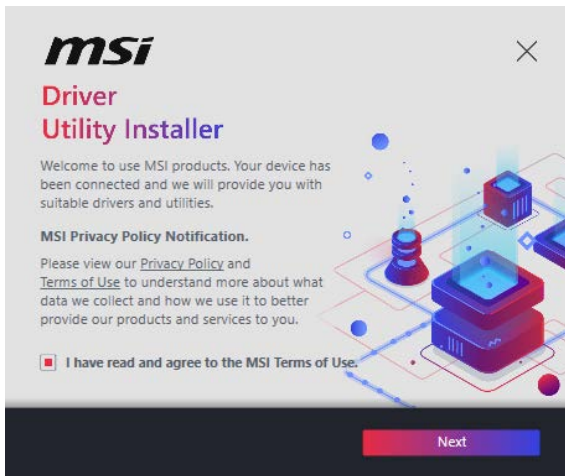 msi
Driver
Utility Installer
Welcome to use MSI products. Your device has
been connected and we will provide you with
suitable drivers and utilities.
MSI Privacy Policy Notification.
Please view our Privacy Policy and
Terms of Use to understand more about what
data we collect and how we use it to better
provide our products and services to you.
I have read and agree to the MSI Terms of Use.
Next